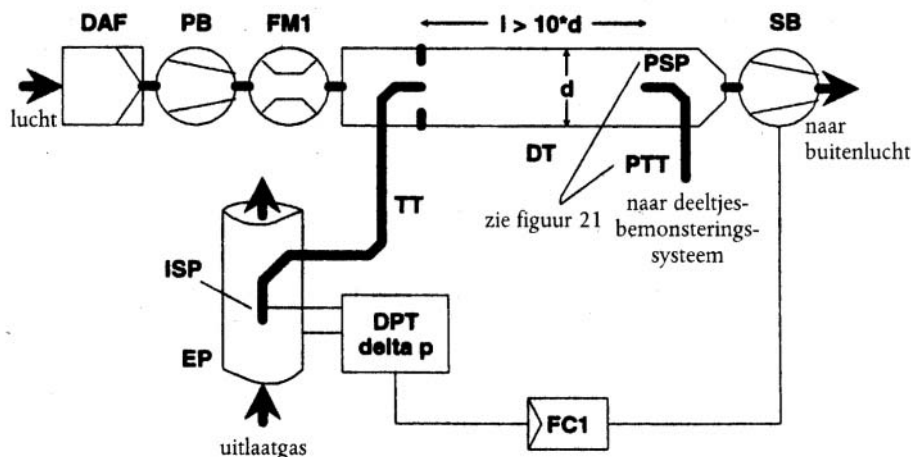 DAF
PB
FM1
l > 10*d
SB
lucht
d
PSP
naar
buitenlucht
DT
PTT
TT
zie figuur 21
naar deeltjes-
bemonsterings-
systeem
ISP
DPT
delta p
EP
FC1
uitlaatgas